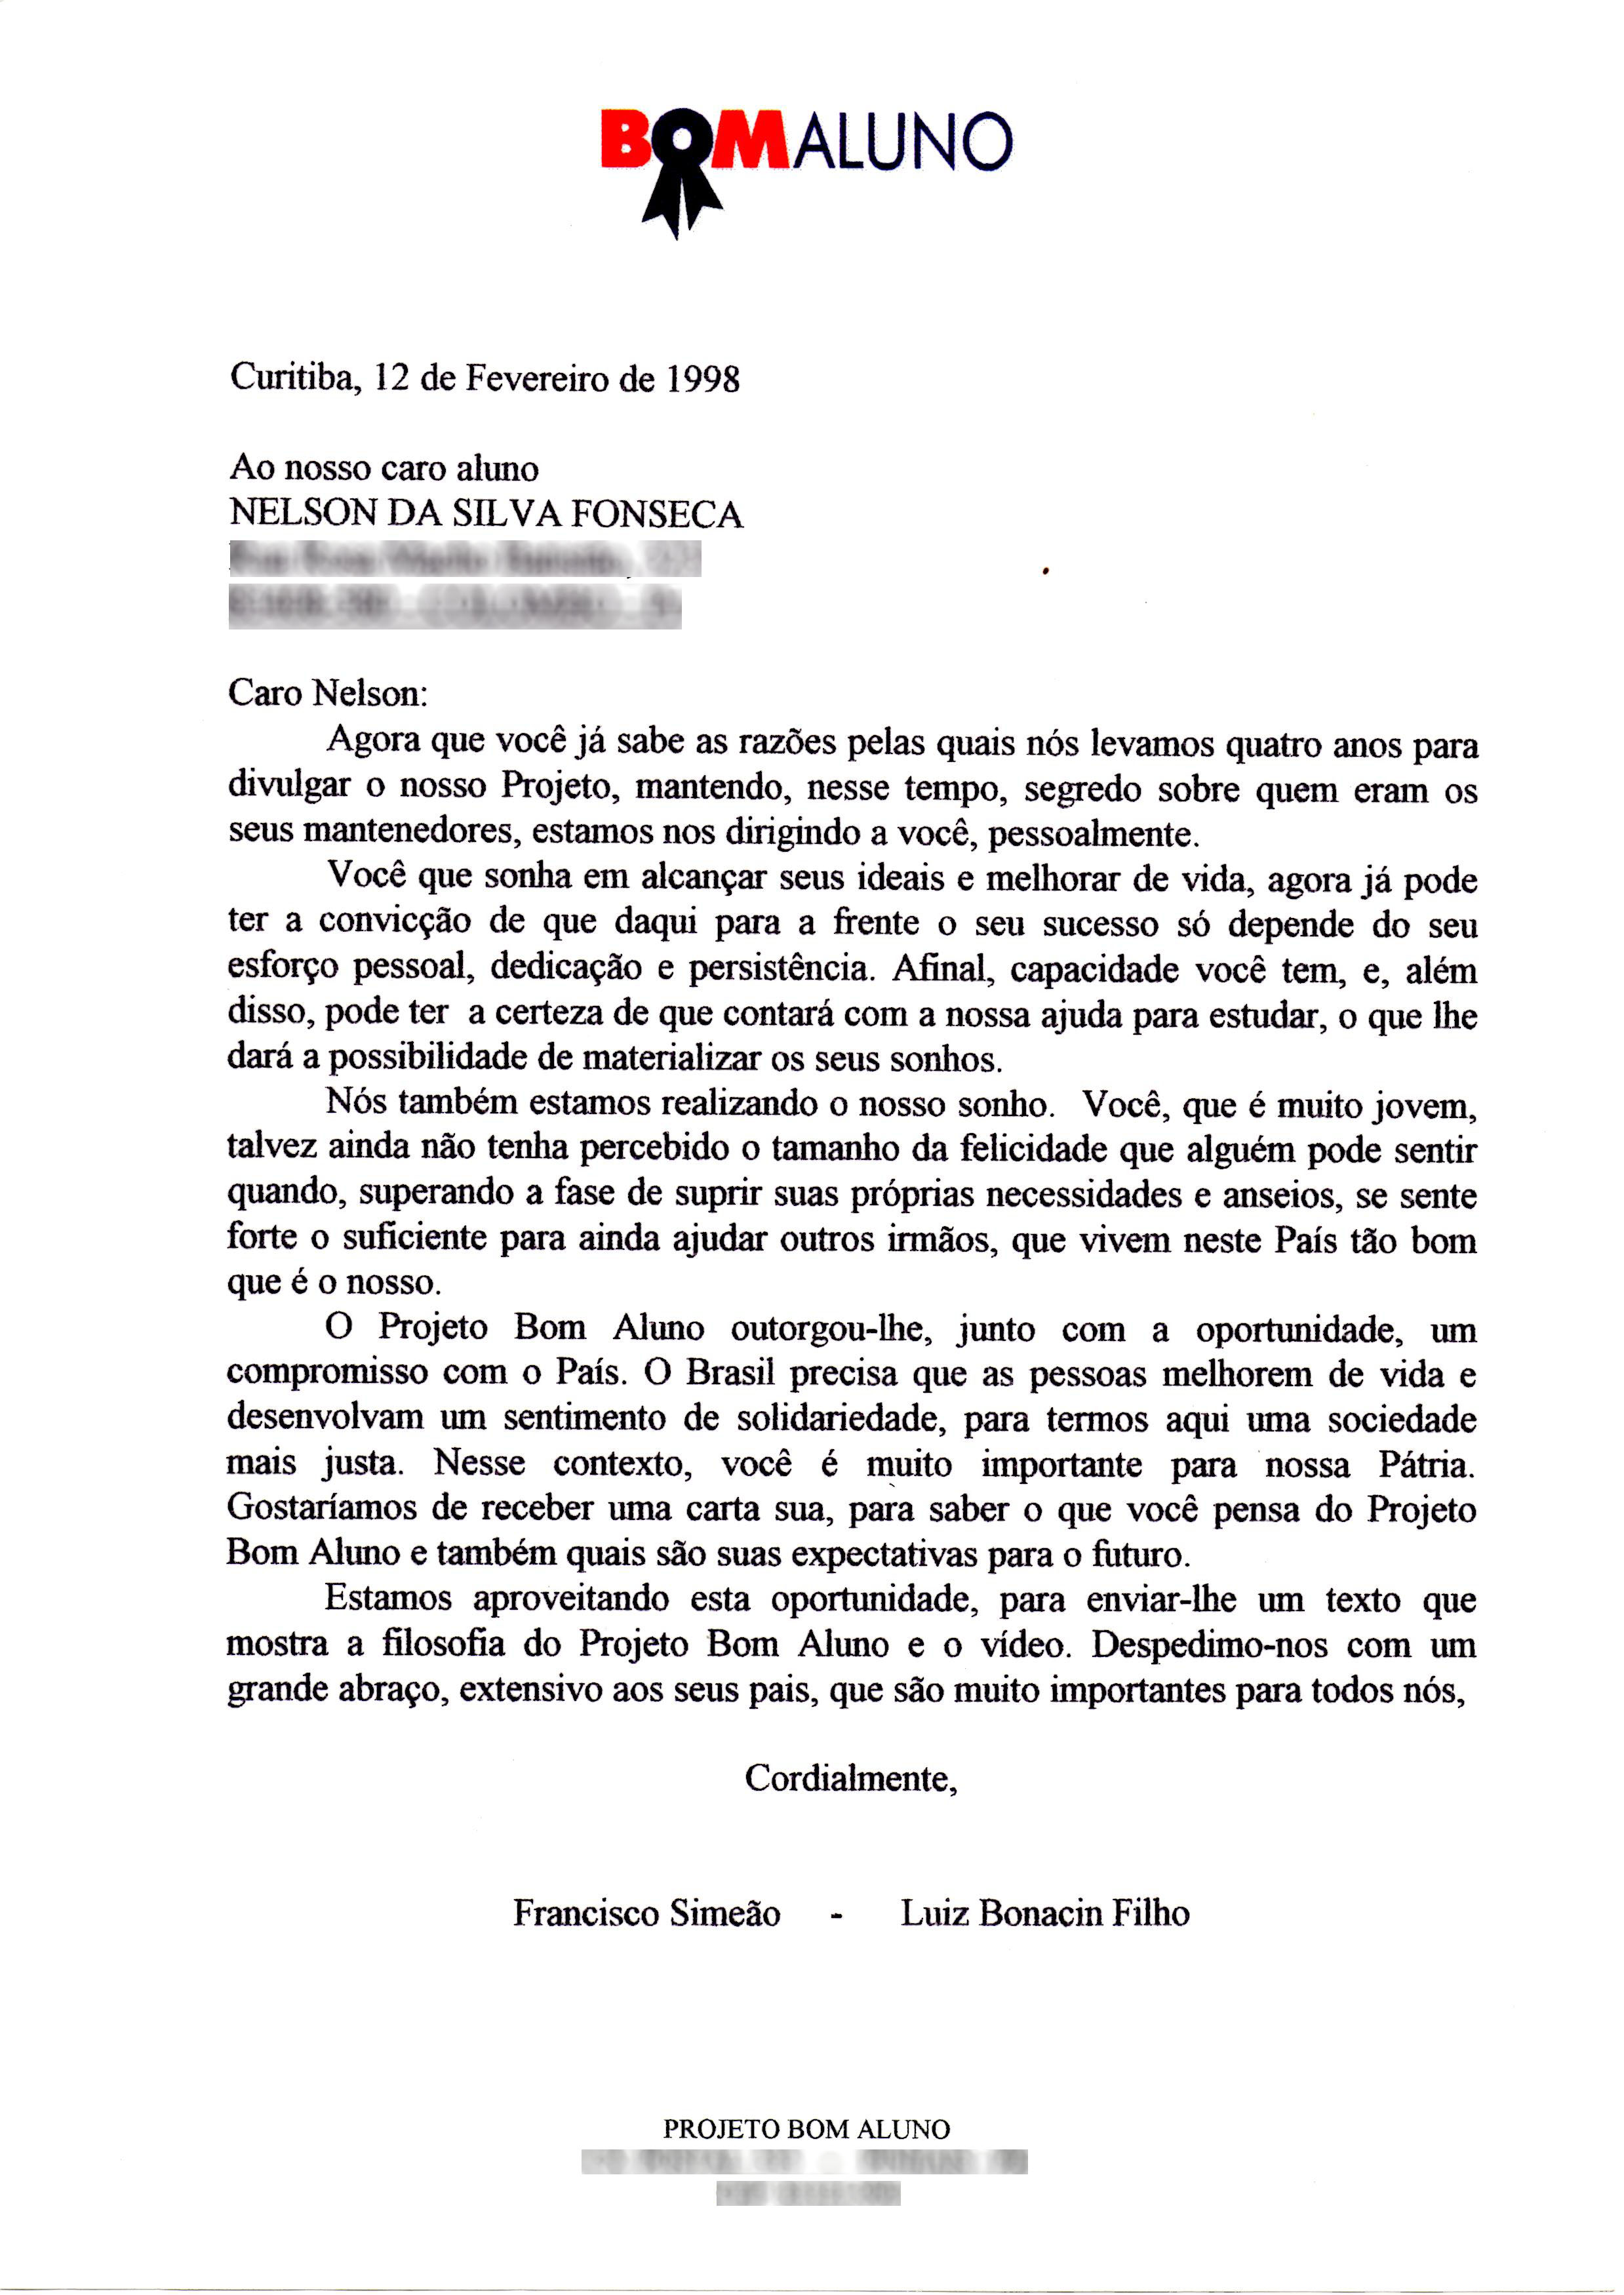 BOMALUNO
Curitiba, 12 de Fevereiro de 1998
Ao nosso caro aluno
NELSON DA SILVA FONSECA
Caro Nelson:
Agora que você já sabe as razões pelas quais nós levamos quatro anos para
divulgar o nosso Projeto, mantendo, nesse tempo, segredo sobre quem eram os
seus mantenedores, estamos nos dirigindo a você, pessoalmente.
Você que sonha em alcançar seus ideais e melhorar de vida, agora já pode
ter a convicção de que daqui para a frente o seu sucesso só depende do seu
esforço pessoal, dedicação e persistência. Afinal, capacidade você tem, e, além
disso, pode ter a certeza de que contará com a nossa ajuda para estudar, o que lhe
dará a possibilidade de materializar os seus sonhos.
Nós também estamos realizando o nosso sonho. Você, que é muito jovem,
talvez ainda não tenha percebido o tamanho da felicidade que alguém pode sentir
quando, superando a fase de suprir suas próprias necessidades e anseios, se sente
forte o suficiente para ainda ajudar outros irmãos, que vivem neste País tão bom
que é o nosso.
O Projeto Bom Aluno outorgou-lhe, junto com a oportunidade, um
compromisso com o País. O Brasil precisa que as pessoas melhorem de vida e
desenvolvam um sentimento de solidariedade, para termos aqui uma sociedade
mais justa. Nesse contexto, você é muito importante para nossa Pátria.
Gostaríamos de receber uma carta sua, para saber o que você pensa do Projeto
Bom Aluno e também quais são suas expectativas para o futuro.
Estamos aproveitando esta oportunidade, para enviar-lhe um texto que
mostra a filosofia do Projeto Bom Aluno e o vídeo. Despedimo-nos com um
grande abraço, extensivo aos seus pais, que são muito importantes para todos nós,
Cordialmente,
Francisco Simeão - Luiz Bonacin Filho
PROJETO BOM ALUNO